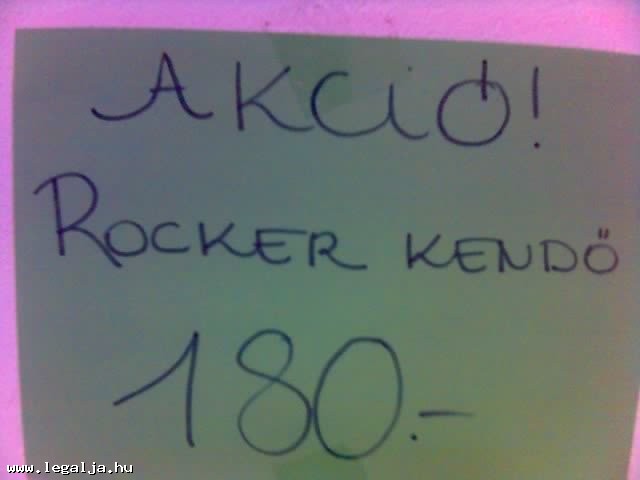 AKCIÓ!
ROCKER KENDŐ
180.-
www.legalja.hu